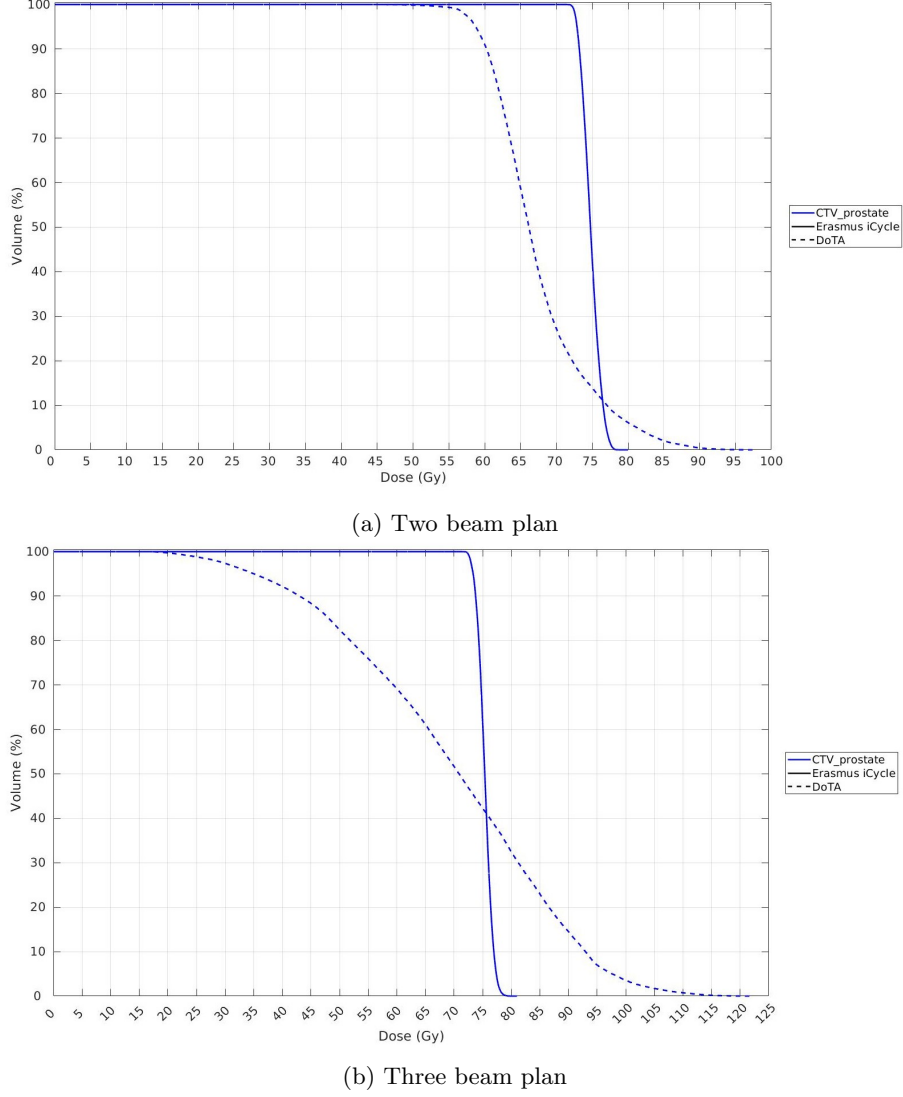 100
90
80
70
60
50
40
30
20
10
0
Volume (%)
0 5 10 15 20 25 30 35 40 45 50 55 60 65 70 75 80 85 90 95 100
Dose (Gy)
CTV_prostate
Erasmus iCycle
DoTA
(a) Two beam plan
100
90
80
70
60
50
40
30
20
10
0
Volume (%)
0 5 10 15 20 25 30 35 40 45 50 55 60 65 70 75 80 85 90 95 100 105 110 115 120 125
Dose (Gy)
CTV_prostate
Erasmus iCycle
DoTA
(b) Three beam plan